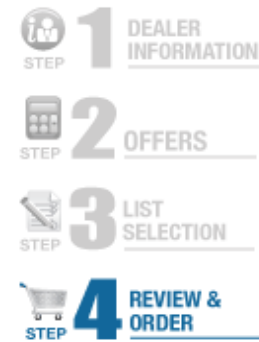 STEP 1 DEALER
INFORMATION
STEP 2 OFFERS
STEP 3 LIST
SELECTION
STEP 4 REVIEW &
ORDER